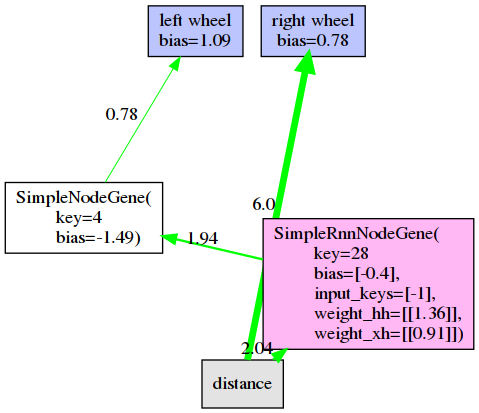 left wheel
bias=1.09
right wheel
bias=0.78
0.78
SimpleNodeGene(
key=4
bias=-1.49)
6.0
1.94
SimpleRnnNodeGene(
key=28
bias=[-0.4],
input_keys=[-1],
weight_hh=[[1.36]],
weight_xh=[[0.91]])
2.04
distance